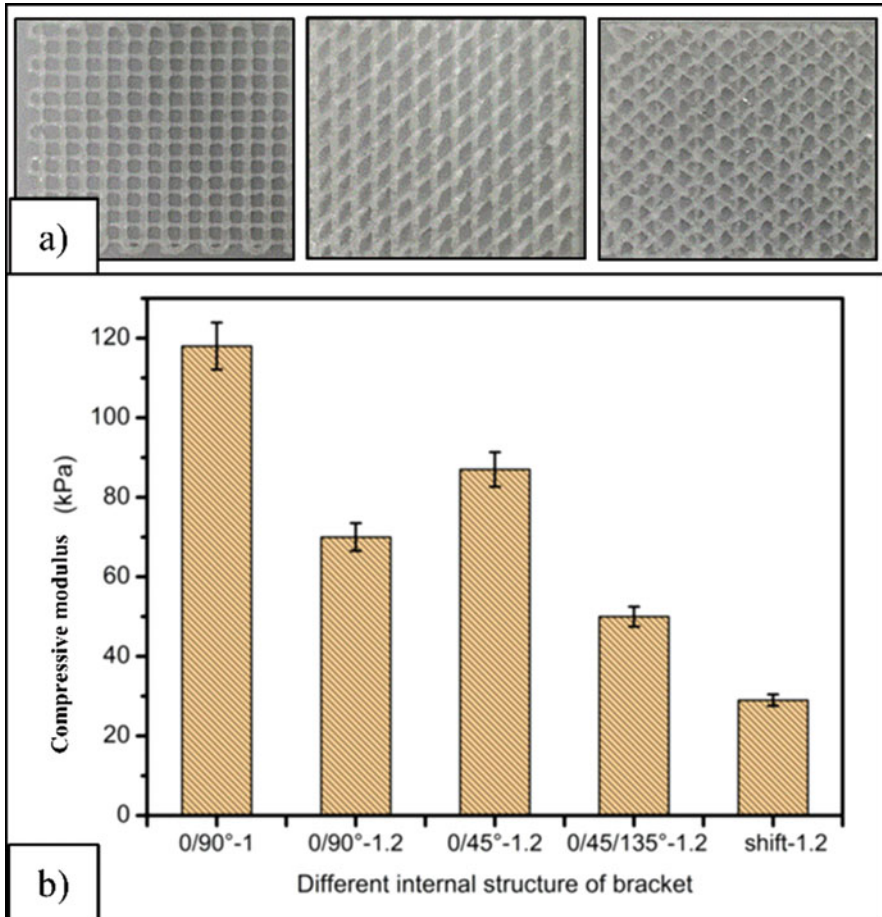 a)
Compressive modulus (kPa)
120
100
80
60
40
20
0
0/90°-1 0/90°-1.2 0/45°-1.2 0/45/135°-1.2 shift-1.2
Different internal structure of bracket
b)